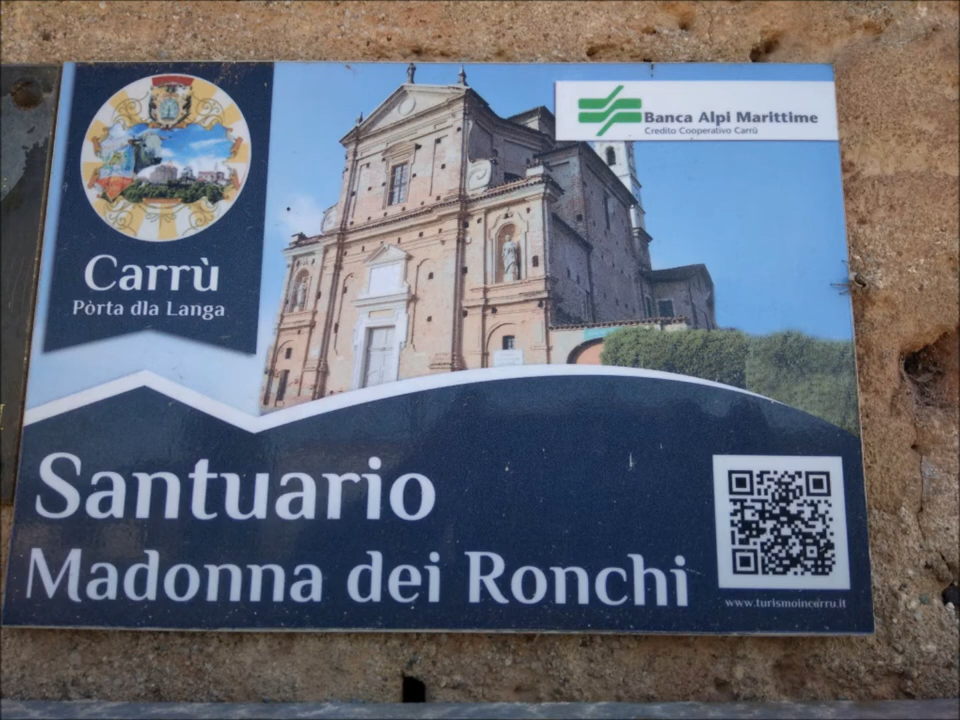 Carrù
Pòrta dla Langa
Banca Alpi Marittime
Credito Cooperativo Carrù
Santuario
Madonna dei Ronchi
www.turismoincarru.it